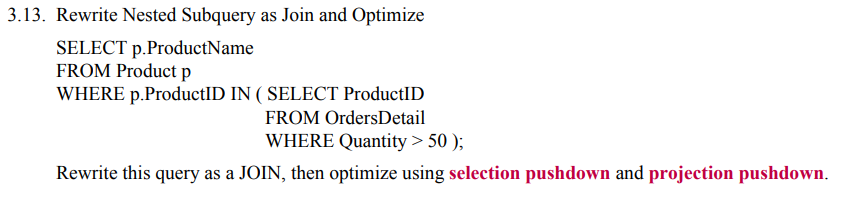 3.13. Rewrite Nested Subquery as Join and Optimize
SELECT p.ProductName
FROM Product p
WHERE p.ProductID IN ( SELECT ProductID
FROM OrdersDetail
WHERE Quantity > 50 );
Rewrite this query as a JOIN, then optimize using selection pushdown and projection pushdown.